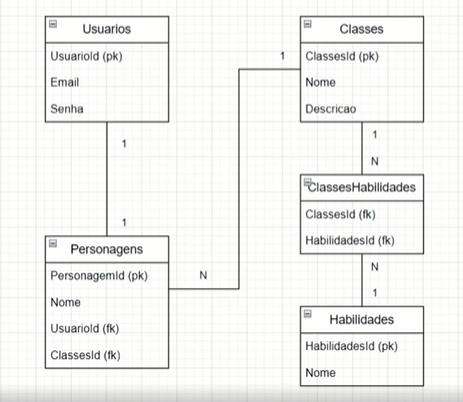 Usuarios
UsuarioId (pk)
Email
Senha
1
1
Personagens
PersonagemId (pk)
Nome
UsuarioId (fk)
ClassesId (fk)
N
1
Classes
ClassesId (pk)
Nome
Descricao
1
N
ClassesHabilidades
ClassesId (fk)
HabilidadesId (fk)
N
1
Habilidades
HabilidadesId (pk)
Nome